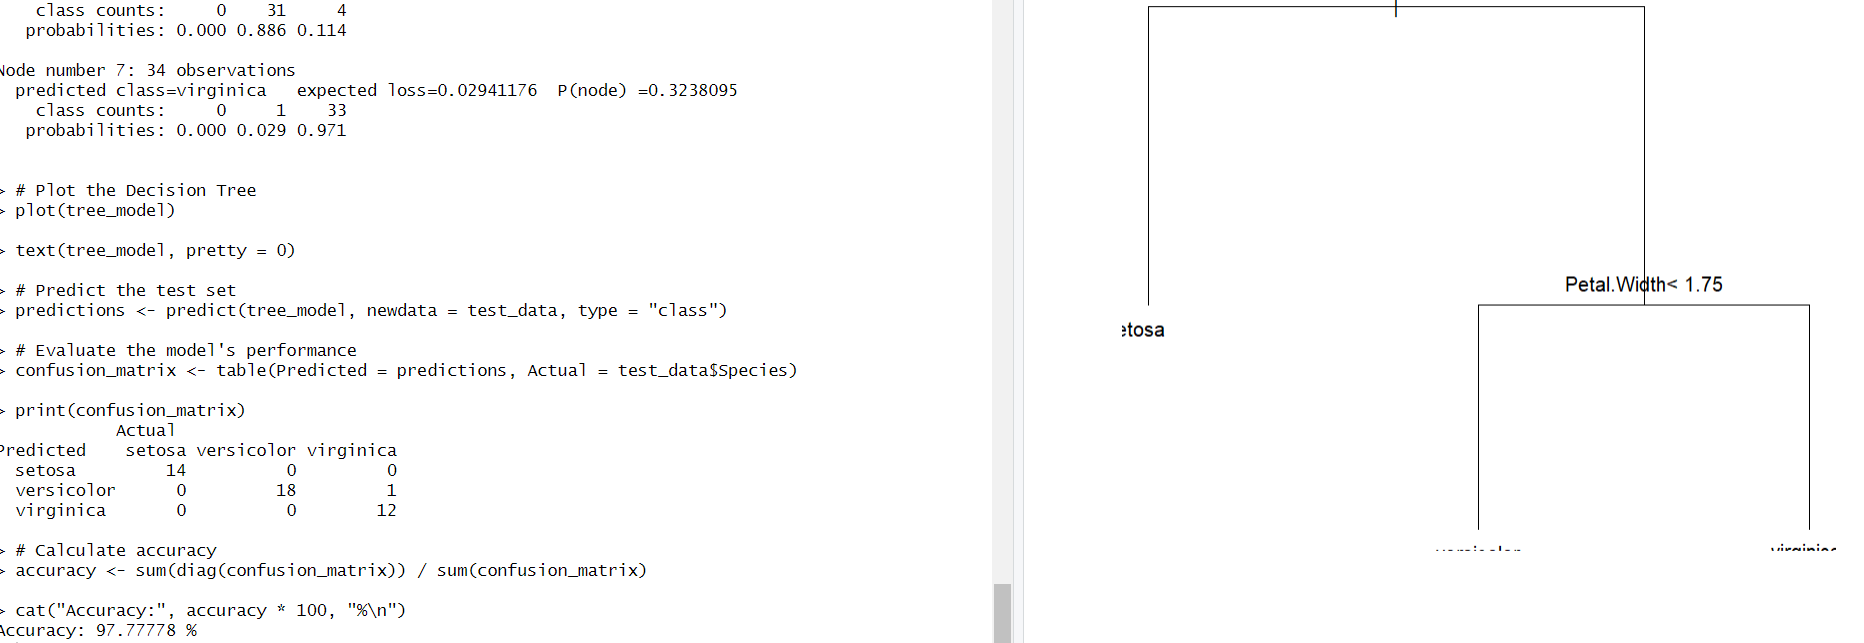 class counts: 0 31 4
probabilities: 0.000 0.886 0.114
Node number 7: 34 observations
predicted class=virginica expected loss=0.02941176 P(node) =0.3238095
class counts: 0 1 33
probabilities: 0.000 0.029 0.971
> # Plot the Decision Tree
> plot(tree_model)
> text(tree_model, pretty = 0)
> # Predict the test set
> predictions <- predict(tree_model, newdata = test_data, type = "class")
> # Evaluate the model's performance
> confusion_matrix <- table(Predicted = predictions, Actual = test_data$Species)
> print(confusion_matrix)
Actual
Predicted setosa versicolor virginica
setosa 14 0 0
versicolor 0 18 1
virginica 0 0 12
> # Calculate accuracy
> accuracy <- sum(diag(confusion_matrix)) / sum(confusion_matrix)
> cat("Accuracy:", accuracy * 100, "%\n")
Accuracy: 97.77778 %
Petal.Width< 1.75
etosa